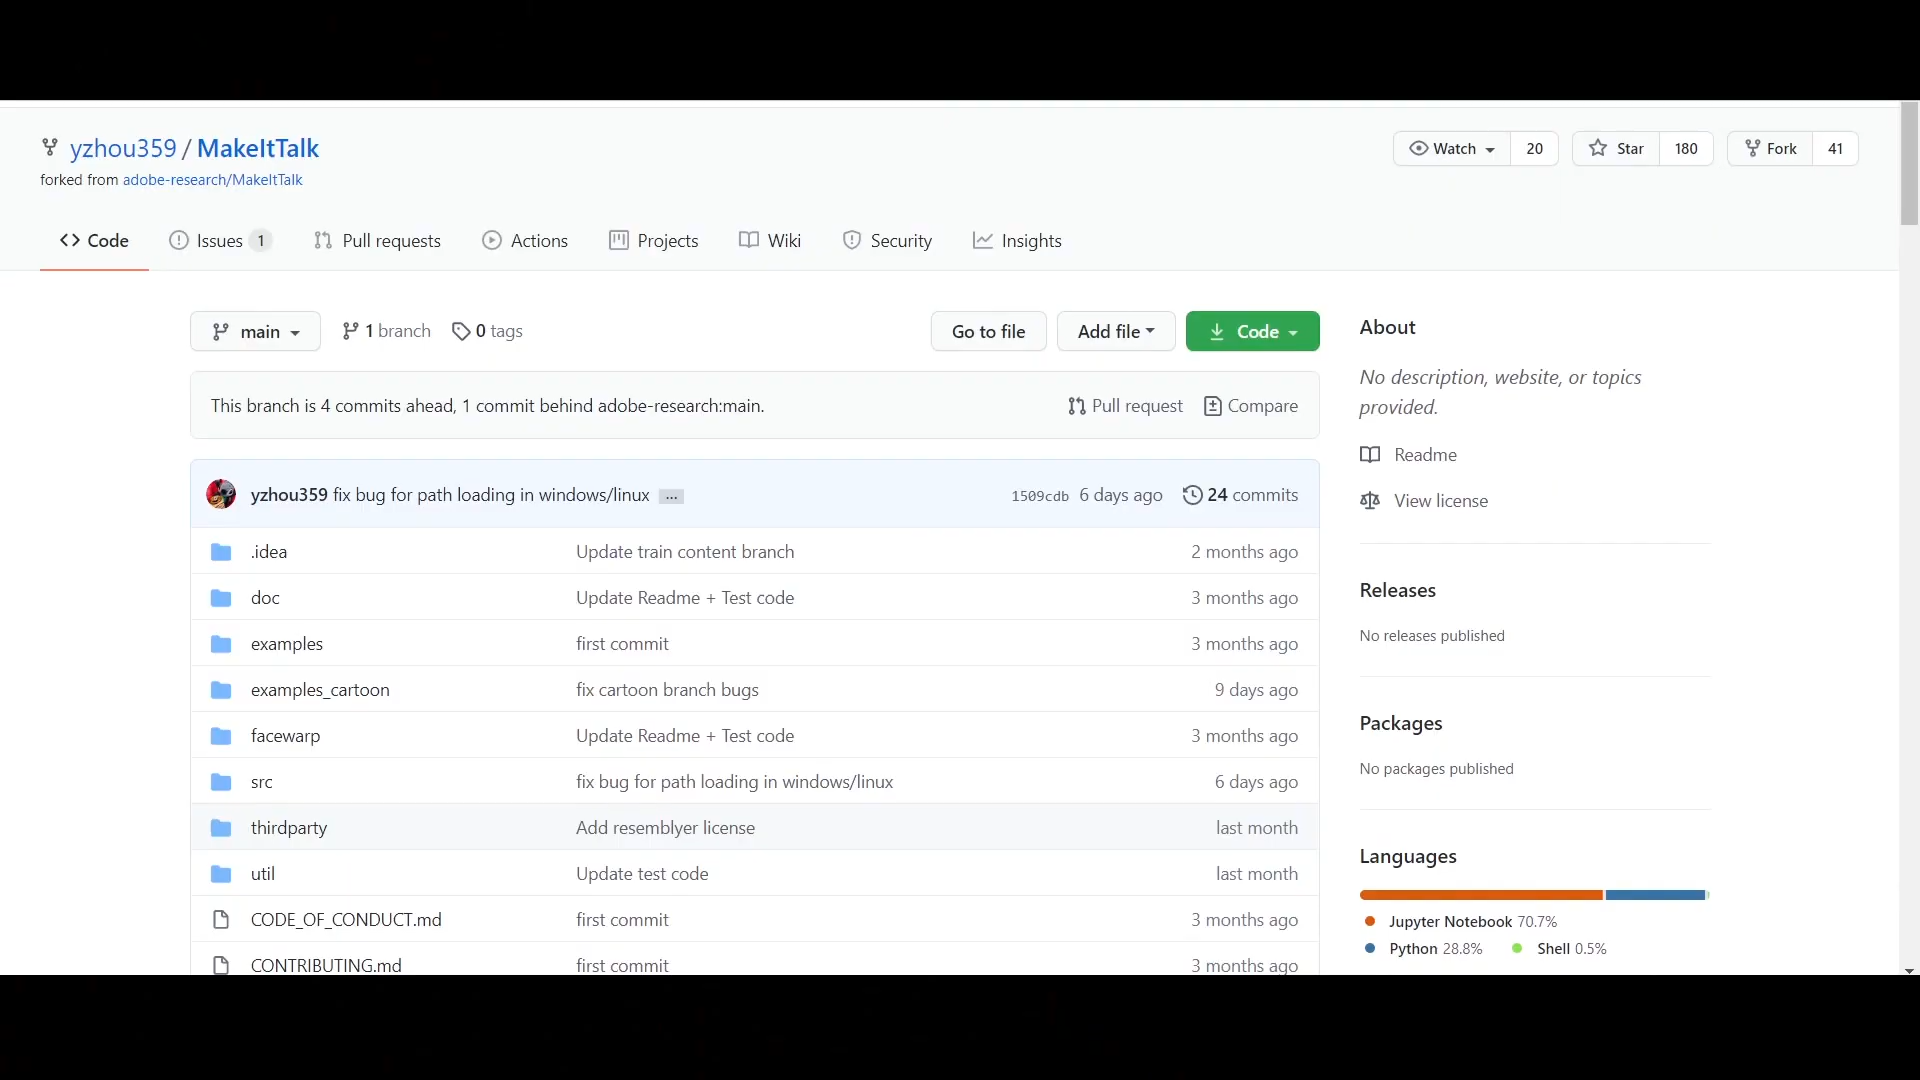 yzhou359 / MakeItTalk
forked from adobe-research/MakeItTalk
Watch 20
Star 180
Fork 41
Code
Issues 1
Pull requests
Actions
Projects
Wiki
Security
Insights
main
1 branch
0 tags
Go to file
Add file
Code
This branch is 4 commits ahead, 1 commit behind adobe-research:main.
Pull request
Compare
yzhou359 fix bug for path loading in windows/linux ... 1509cdb 6 days ago 24 commits
.idea Update train content branch 2 months ago
doc Update Readme + Test code 3 months ago
examples first commit 3 months ago
examples_cartoon fix cartoon branch bugs 9 days ago
facewarp Update Readme + Test code 3 months ago
src fix bug for path loading in windows/linux 6 days ago
thirdparty Add resemblyer license last month
util Update test code last month
CODE_OF_CONDUCT.md first commit 3 months ago
CONTRIBUTING.md first commit 3 months ago
About
No description, website, or topics
provided.
Readme
View license
Releases
No releases published
Packages
No packages published
Languages
Jupyter Notebook 70.7%
Python 28.8% Shell 0.5%